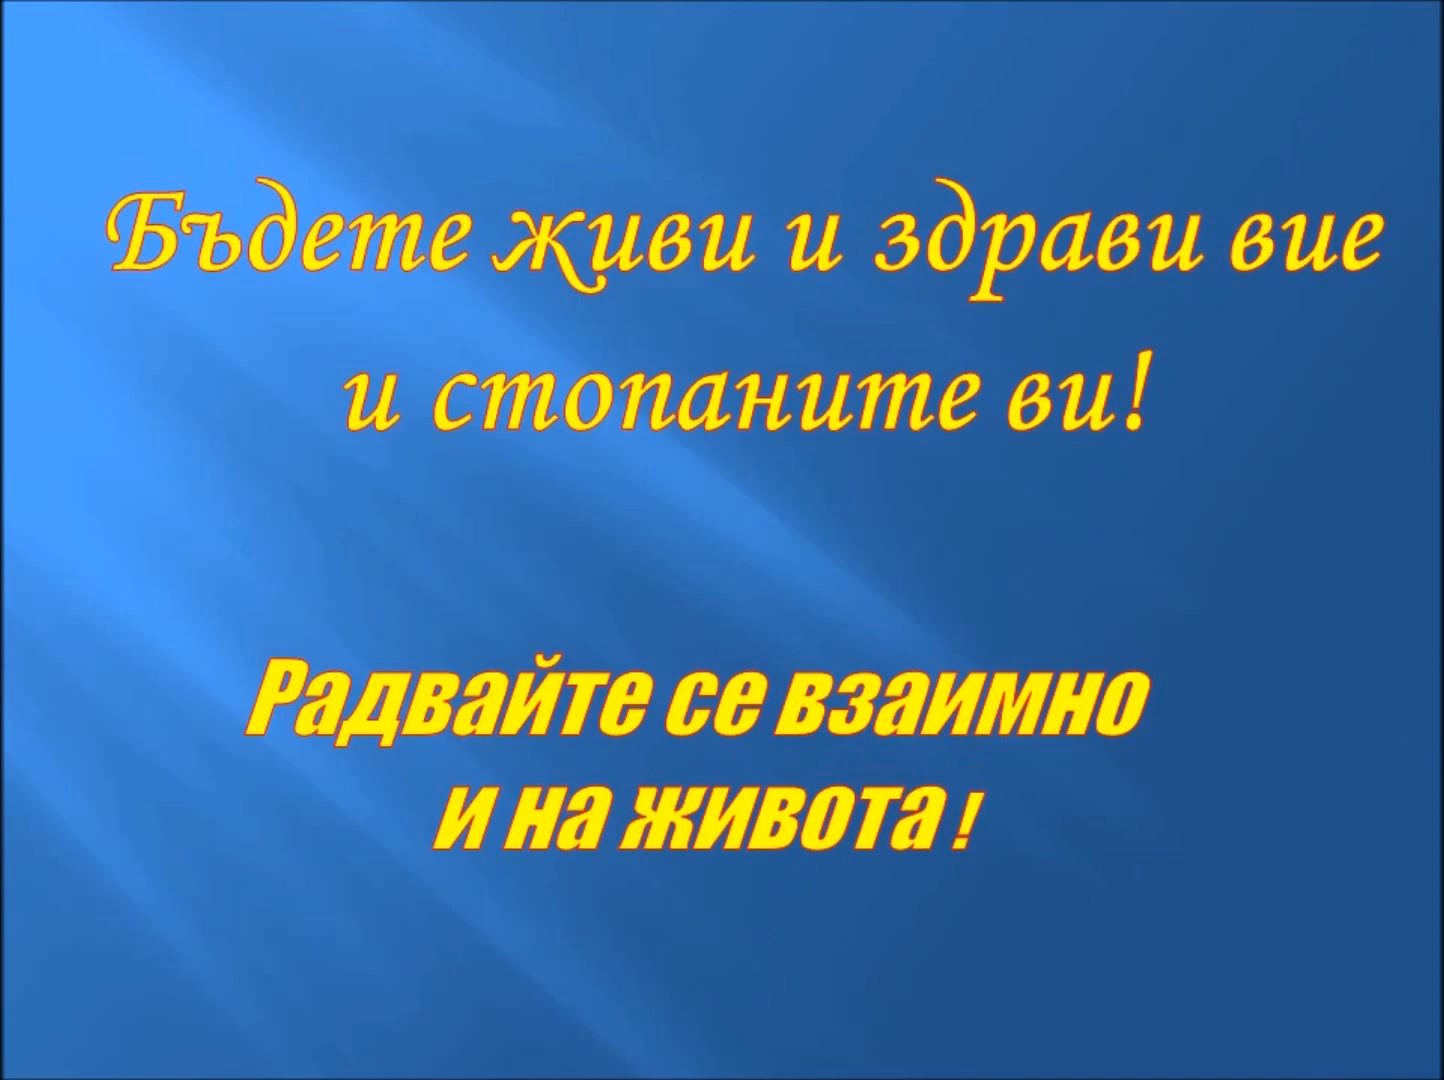 Бъдете живи и здрави вие
и стопаните ви!
Радвайте се взаимно
и на живота !